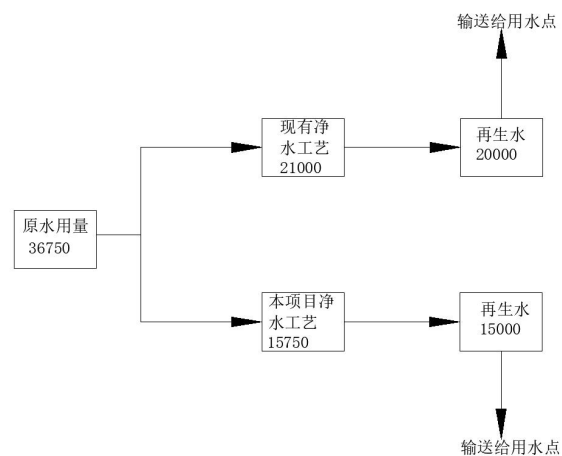 输送给用水点
现有净
水工艺
21000
再生水
20000
原水用量
36750
本项目净
水工艺
15750
再生水
15000
输送给用水点